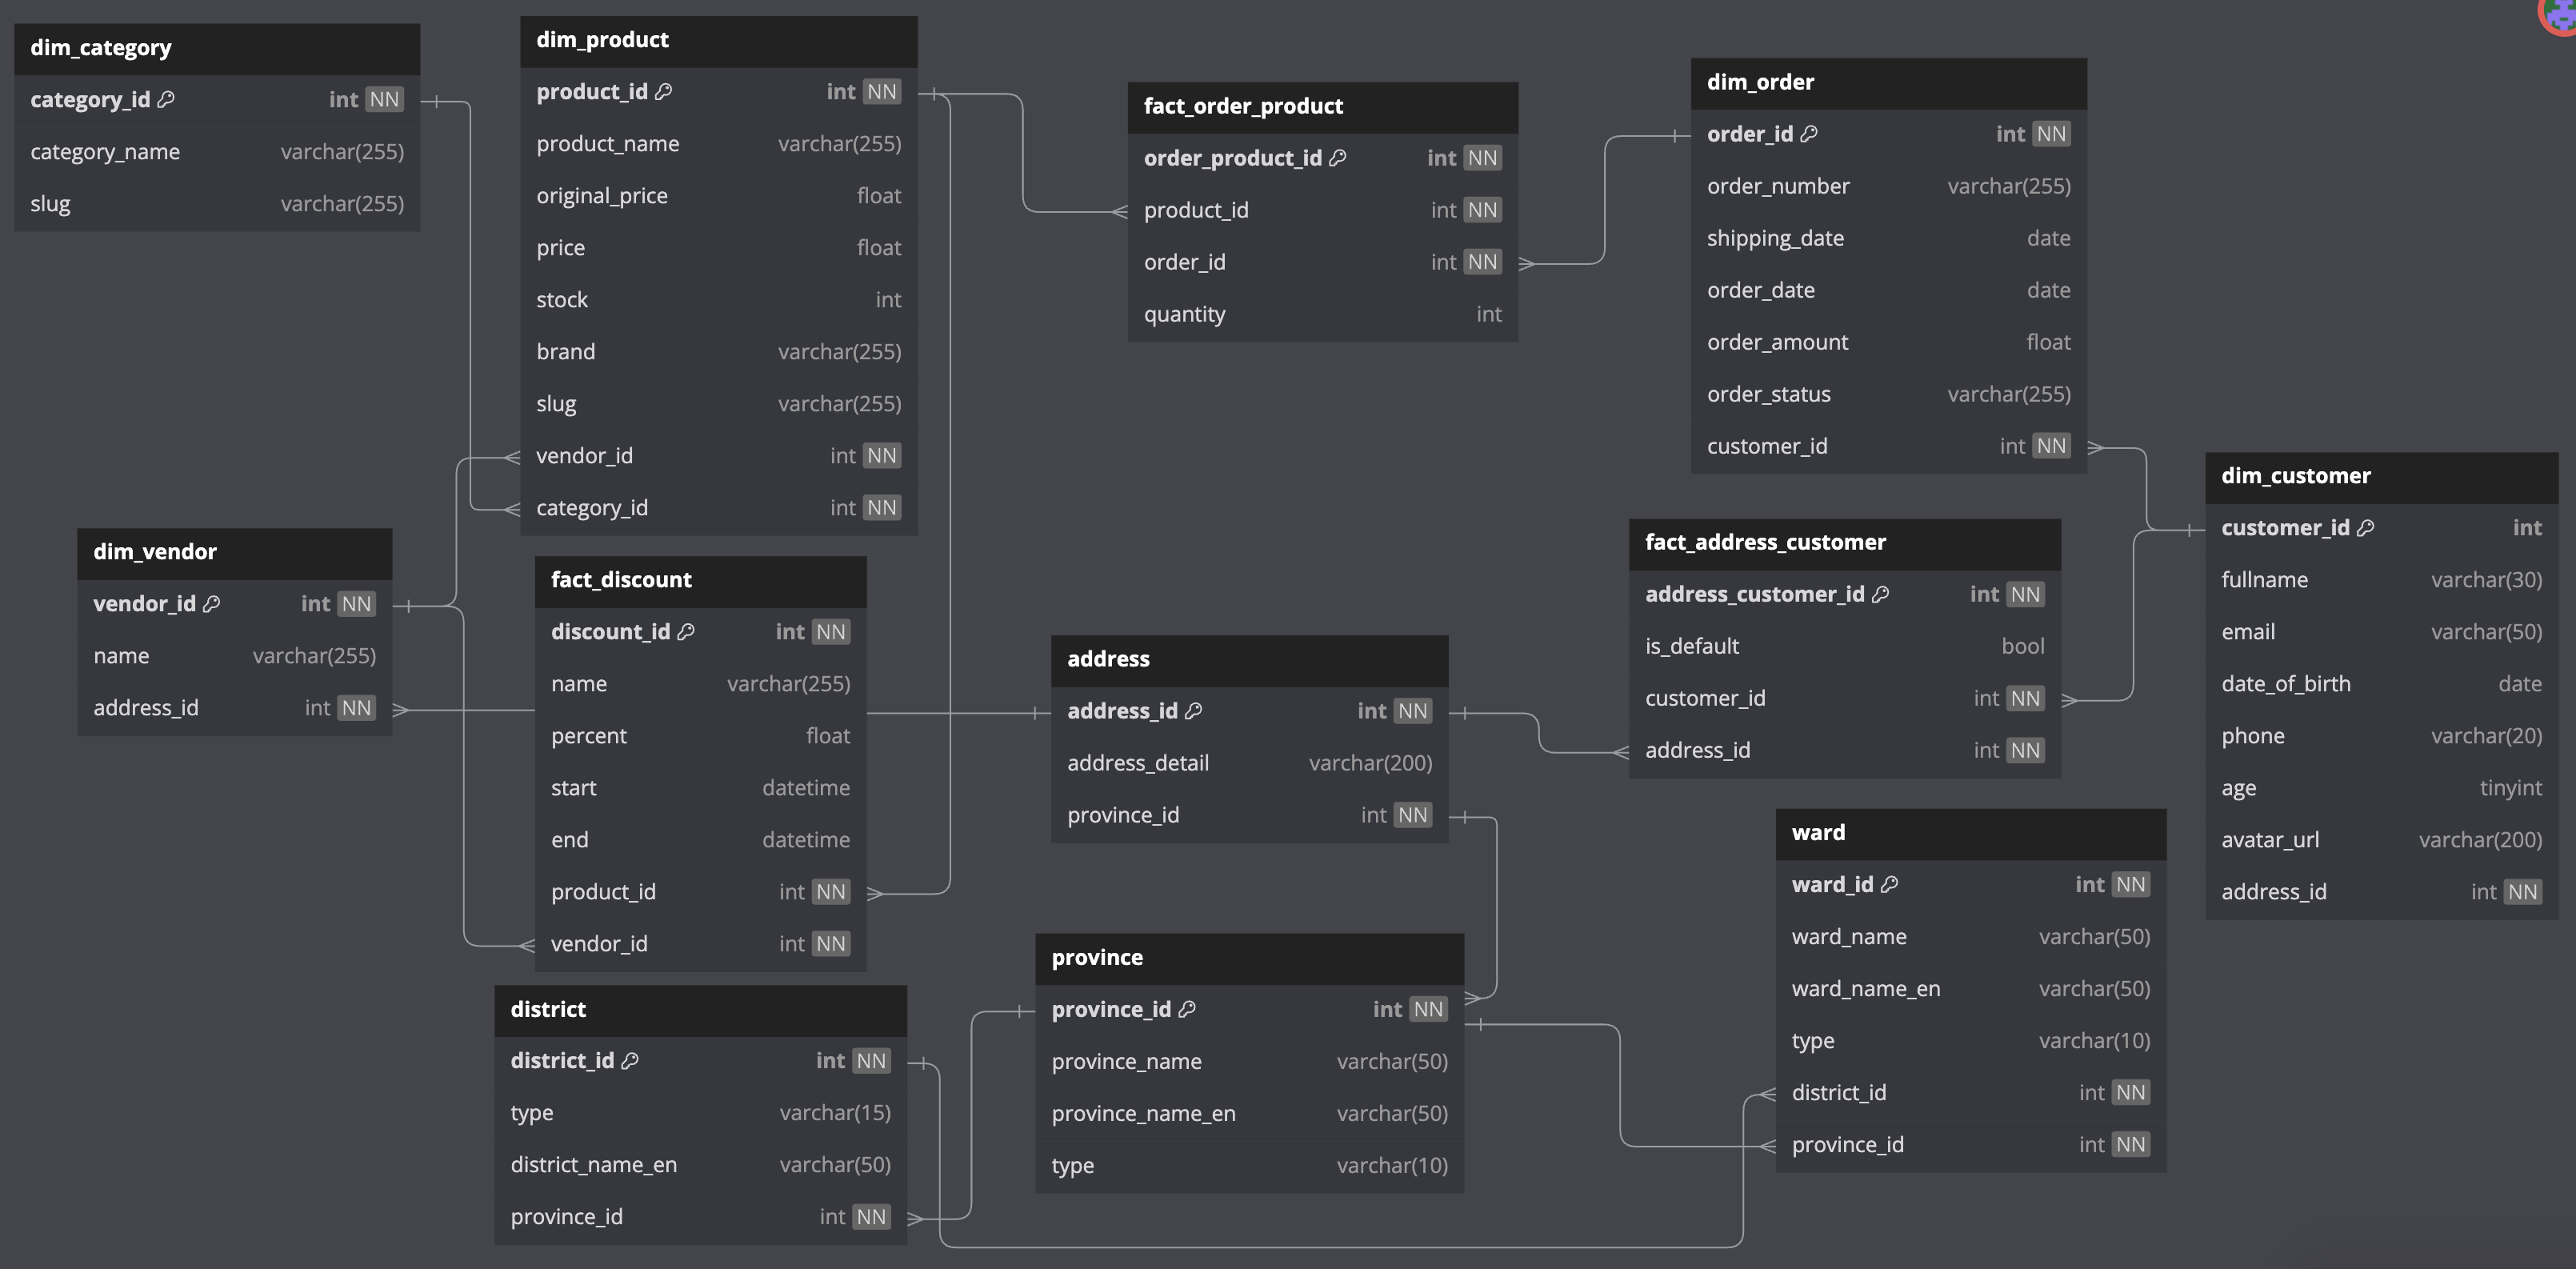 dim_category
category_id int NN
category_name varchar(255)
slug varchar(255)
dim_product
product_id int NN
product_name varchar(255)
original_price float
price float
stock int
brand varchar(255)
slug varchar(255)
vendor_id int NN
category_id int NN
fact_order_product
order_product_id int NN
product_id int NN
order_id int NN
quantity int
dim_order
order_id int NN
order_number varchar(255)
shipping_date date
order_date date
order_amount float
order_status varchar(255)
customer_id int NN
dim_customer
customer_id int
fullname varchar(30)
email varchar(50)
date_of_birth date
phone varchar(20)
age tinyint
avatar_url varchar(200)
address_id int NN
dim_vendor
vendor_id int NN
name varchar(255)
address_id int NN
fact_discount
discount_id int NN
name varchar(255)
percent float
start datetime
end datetime
product_id int NN
vendor_id int NN
address
address_id int NN
address_detail varchar(200)
province_id int NN
fact_address_customer
address_customer_id int NN
is_default bool
customer_id int NN
address_id int NN
ward
ward_id int NN
ward_name varchar(50)
ward_name_en varchar(50)
type varchar(10)
district_id int NN
province_id int NN
province
province_id int NN
province_name varchar(50)
province_name_en varchar(50)
type varchar(10)
district
district_id int NN
type varchar(15)
district_name_en varchar(50)
province_id int NN